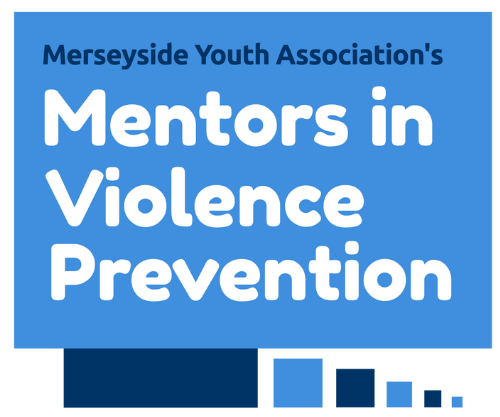 Merseyside Youth Association's
Mentors in
Violence
Prevention